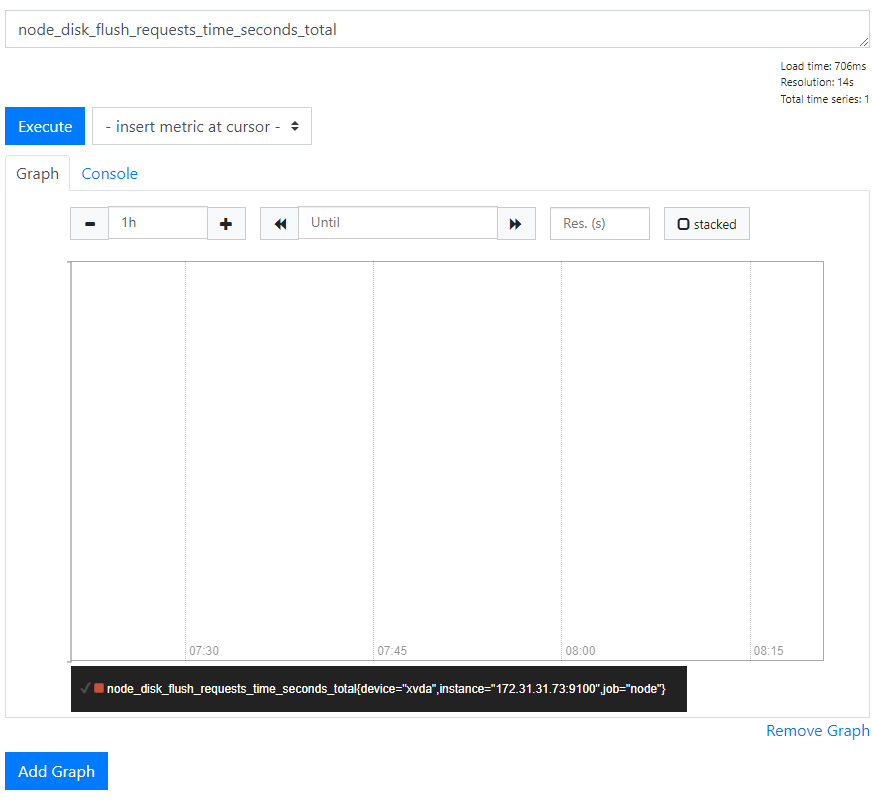 node_disk_flush_requests_time_seconds_total
Load time: 706ms
Resolution: 14s
Total time series: 1
Execute
- insert metric at cursor -
Graph
Console
1h
Until
Res. (s)
stacked
07:30
07:45
08:00
08:15
node_disk_flush_requests_time_seconds_total{device="xvda",instance="172.31.31.73:9100",job="node"}
Remove Graph
Add Graph